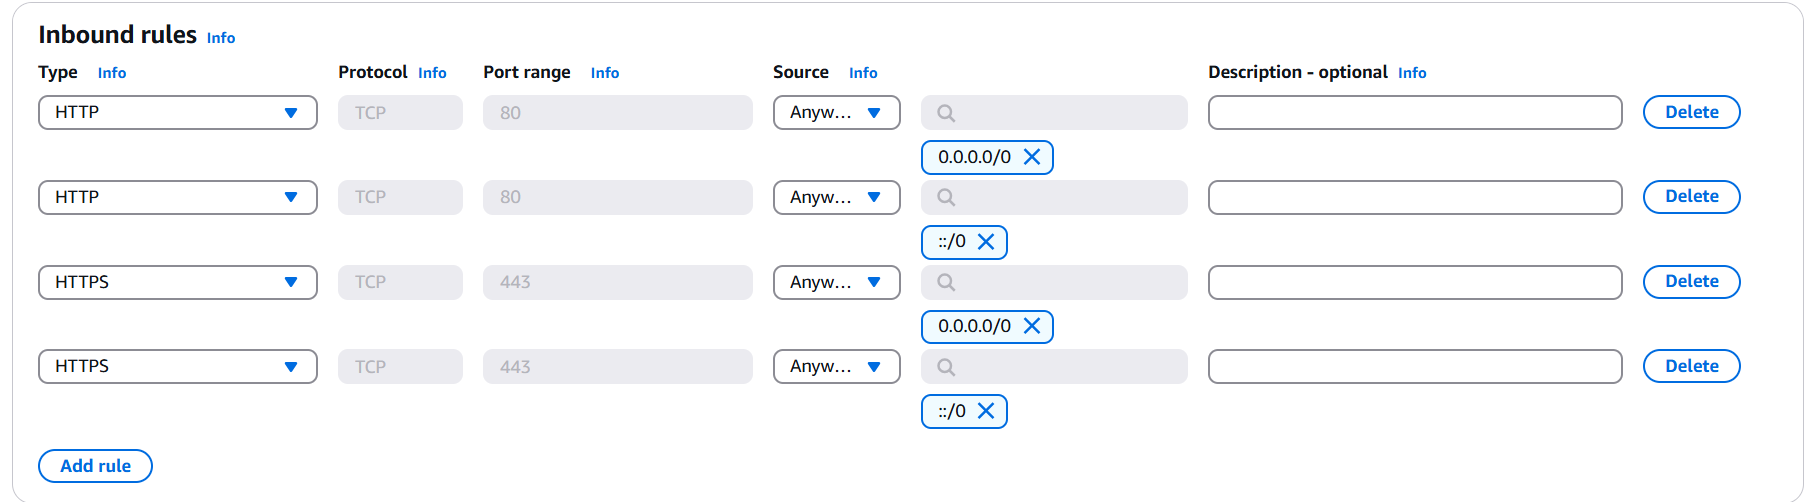 Inbound rules Info
Type Info Protocol Info Port range Info Source Info Description - optional Info
HTTP TCP 80 Anyw... Delete
0.0.0.0/0
HTTP TCP 80 Anyw... Delete
::/0
HTTPS TCP 443 Anyw... Delete
0.0.0.0/0
HTTPS TCP 443 Anyw... Delete
::/0
Add rule